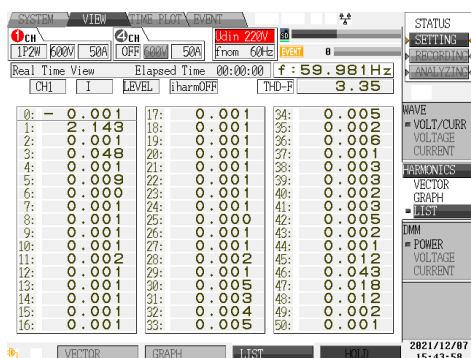 SYSTEM VIEW TIME PLOT EVENT
1 CH 4 CH Udin 220V SD
1P2W 600V 50A OFF 600V 50A fnom 60Hz EVENT 0
Real Time View Elapsed Time 00:00:00 f:59.981Hz
CH1 I LEVEL iharmOFF THD-F 3.35
0: - 0.001 17: 0.001 34: 0.005
1: 2.143 18: 0.001 35: 0.002
2: 0.001 19: 0.001 36: 0.006
3: 0.048 20: 0.001 37: 0.001
4: 0.001 21: 0.001 38: 0.003
5: 0.009 22: 0.001 39: 0.003
6: 0.000 23: 0.001 40: 0.002
7: 0.001 24: 0.001 41: 0.003
8: 0.001 25: 0.000 42: 0.005
9: 0.001 26: 0.001 43: 0.002
10: 0.001 27: 0.001 44: 0.001
11: 0.002 28: 0.002 45: 0.012
12: 0.001 29: 0.001 46: 0.043
13: 0.001 30: 0.005 47: 0.018
14: 0.001 31: 0.003 48: 0.012
15: 0.001 32: 0.004 49: 0.002
16: 0.001 33: 0.005 50: 0.001
VECTOR GRAPH LIST HOLD
STATUS
SETTING
RECORDING
ANALYZING
WAVE
VOLT/CURR
VOLTAGE
CURRENT
HARMONICS
VECTOR
GRAPH
LIST
DMM
POWER
VOLTAGE
CURRENT
2021/12/07
15:43:58